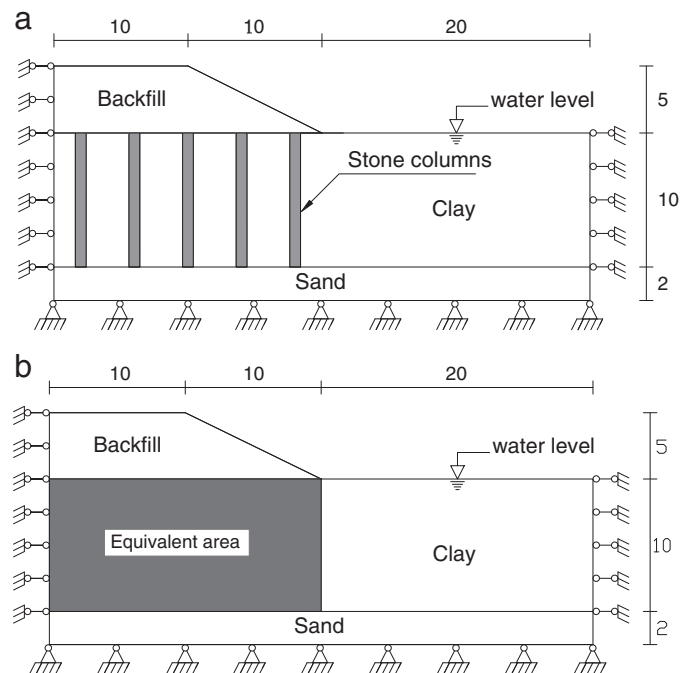 a
10 10 20
Backfill
water level
5
Stone columns
Clay
10
Sand
2
b
10 10 20
Backfill
water level
5
Equivalent area
Clay
10
Sand
2